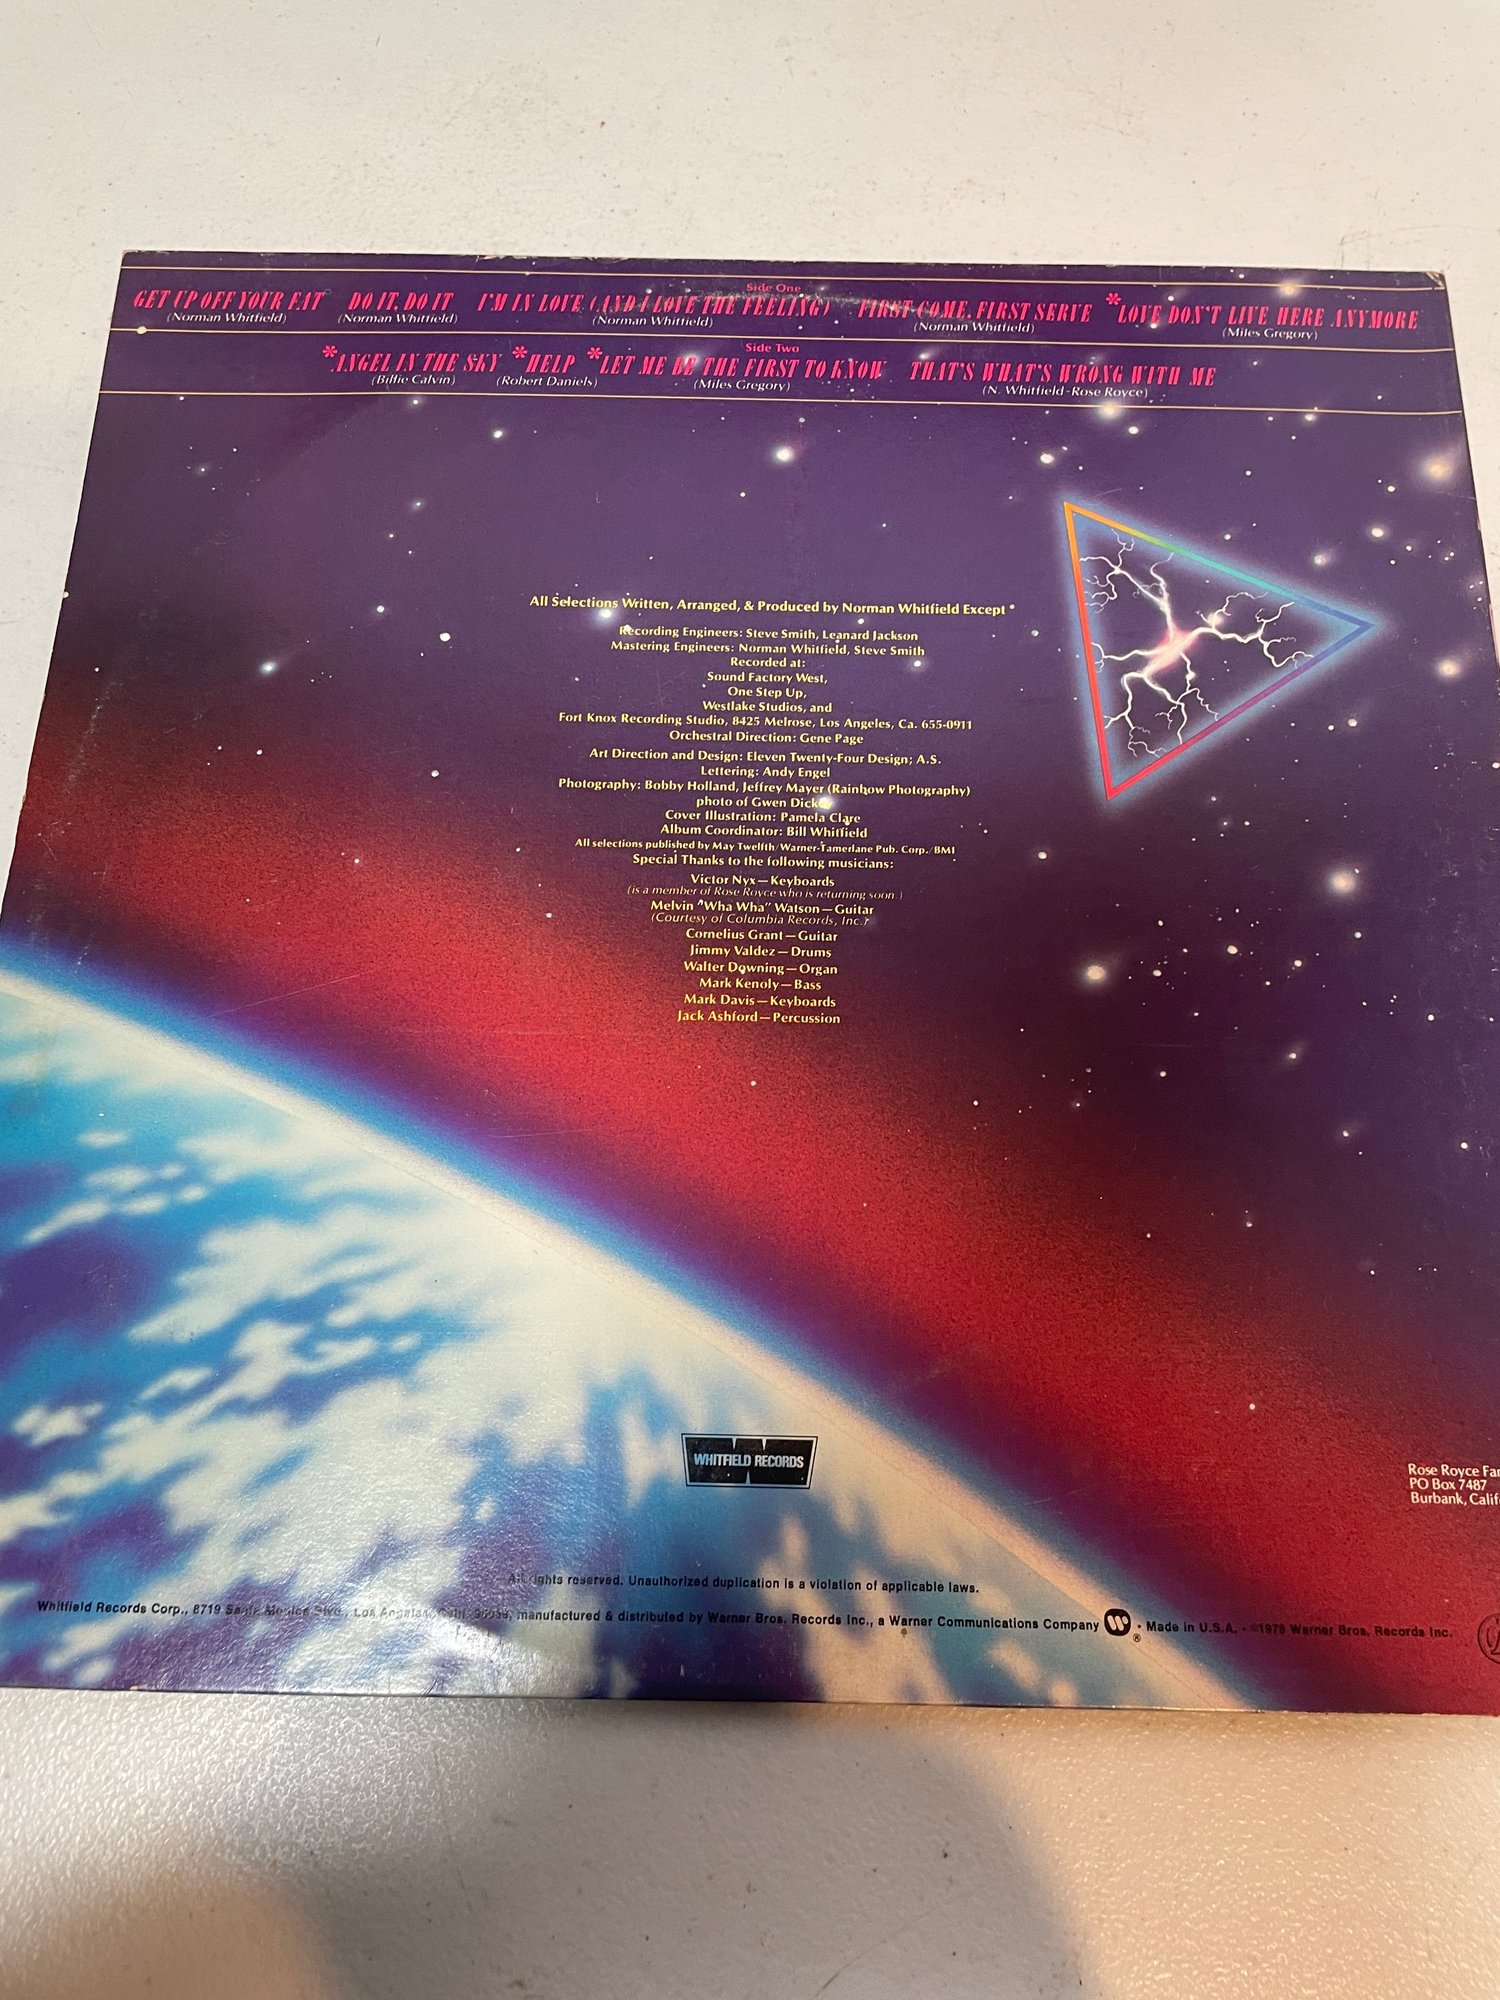 Side One
GET UP OFF YOUR FAT DO IT, DO IT I'M IN LOVE (AND I LOVE THE FEELING) FIRST COME, FIRST SERVE *LOVE DON'T LIVE HERE ANYMORE
(Norman Whitfield) (Norman Whitfield) (Norman Whitfield) (Norman Whitfield) (Miles Gregory)
Side Two
*ANGEL IN THE SKY *HELP *LET ME BE THE FIRST TO KNOW THAT'S WHAT'S WRONG WITH ME
(Billie Calvin) (Robert Daniels) (Miles Gregory) (N. Whitfield-Rose Royce)
All Selections Written, Arranged, & Produced by Norman Whitfield Except *
Recording Engineers: Steve Smith, Leanard Jackson
Mastering Engineers: Norman Whitfield, Steve Smith
Recorded at:
Sound Factory West,
One Step Up,
Westlake Studios, and
Fort Knox Recording Studio, 8425 Melrose, Los Angeles, Ca. 655-0911
Orchestral Direction: Gene Page
Art Direction and Design: Eleven Twenty-Four Design; A.S.
Lettering: Andy Engel
Photography: Bobby Holland, Jeffrey Mayer (Rainbow Photography)
photo of Gwen Dickey
Cover Illustration: Pamela Clare
Album Coordinator: Bill Whitfield
All selections published by May Twelfth/Warner-Tamerlane Pub. Corp./BMI
Special Thanks to the following musicians:
Victor Nyx—Keyboards
(is a member of Rose Royce who is returning soon.)
Melvin "Wha Wha" Watson—Guitar
(Courtesy of Columbia Records, Inc.)
Cornelius Grant—Guitar
Jimmy Valdez—Drums
Walter Downing—Organ
Mark Kenoly—Bass
Mark Davis—Keyboards
Jack Ashford—Percussion
WHITFIELD RECORDS
Rose Royce Fan
PO Box 7487
Burbank, Calif
All rights reserved. Unauthorized duplication is a violation of applicable laws.
Whitfield Records Corp., 8719 Santa Monica Blvd., Los Angeles, Calif. manufactured & distributed by Warner Bros. Records Inc., a Warner Communications Company W ® • Made in U.S.A. • ©1978 Warner Bros. Records Inc.